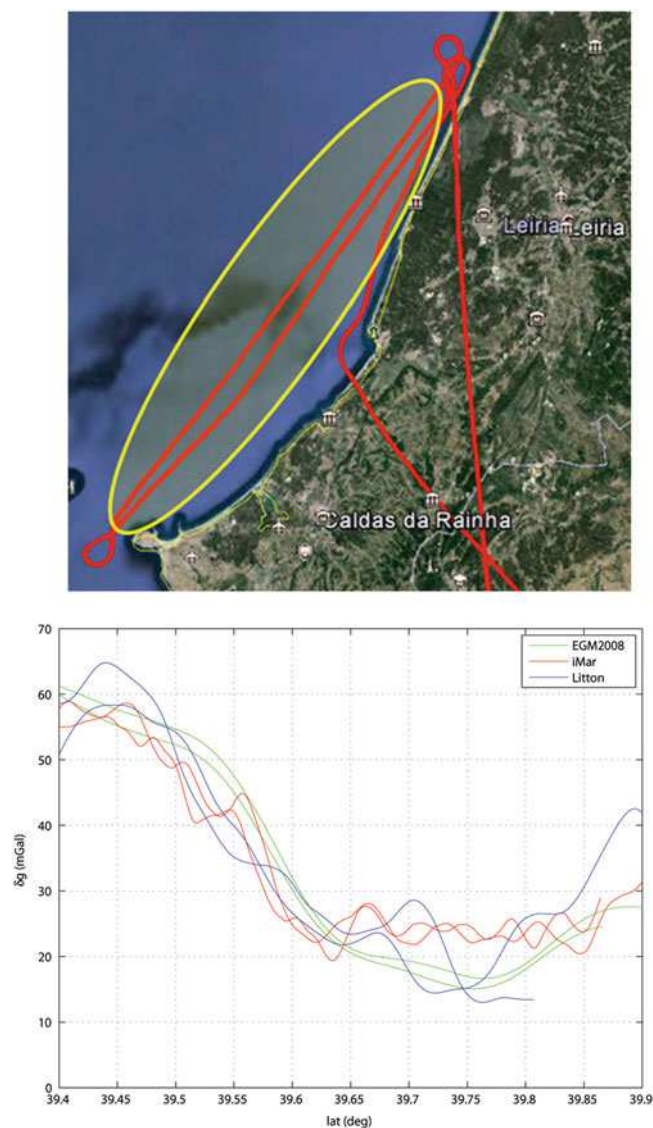 Leiria Leiria
Caldas da Rainha
70
60
50
40
30
20
10
0
δg (mGal)
EGM2008
iMar
Litton
39.4 39.45 39.5 39.55 39.6 39.65 39.7 39.75 39.8 39.85 39.9
lat (deg)